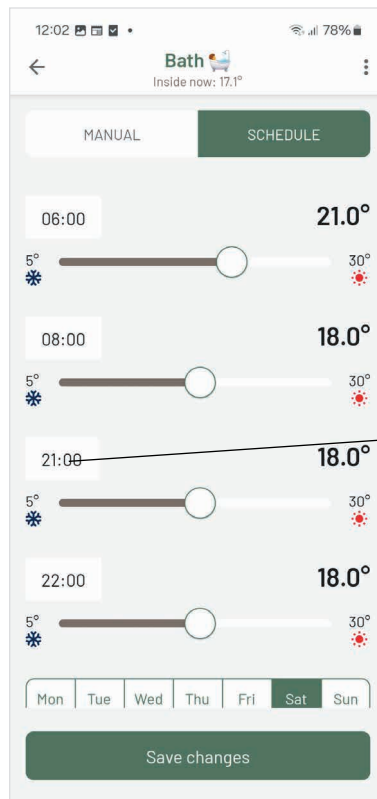 12:02 78%
Bath
Inside now: 17.1°
MANUAL SCHEDULE
06:00 21.0°
5° 30°
08:00 18.0°
5° 30°
21:00 18.0°
5° 30°
22:00 18.0°
5° 30°
Mon Tue Wed Thu Fri Sat Sun
Save changes